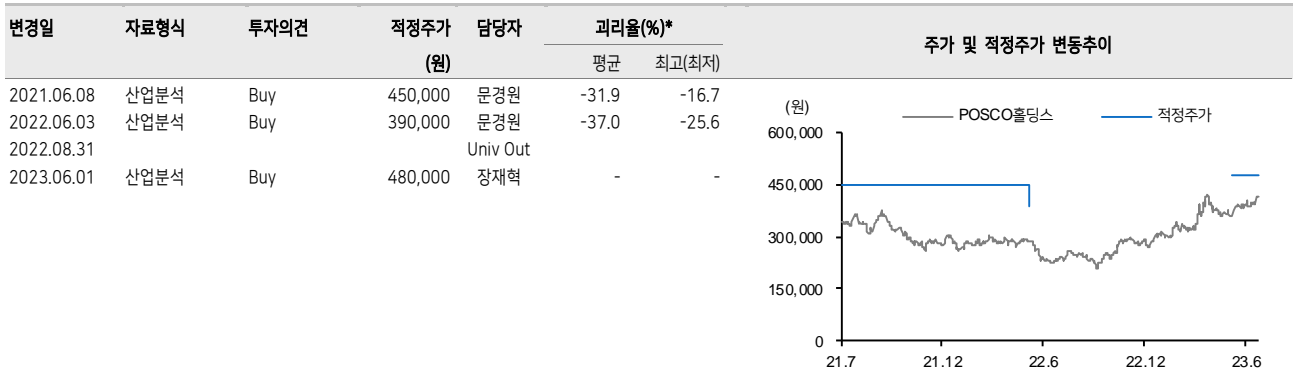 변경일 자료형식 투자의견 적정주가 담당자 괴리율(%)* 주가 및 적정주가 변동추이
(원) 평균 최고(최저)
2021.06.08 산업분석 Buy 450,000 문경원 -31.9 -16.7
2022.06.03 산업분석 Buy 390,000 문경원 -37.0 -25.6
2022.08.31 Univ Out
2023.06.01 산업분석 Buy 480,000 장재혁 - -
(원) POSCO홀딩스 적정주가
600,000
450,000
300,000
150,000
0
21.7 21.12 22.6 22.12 23.6